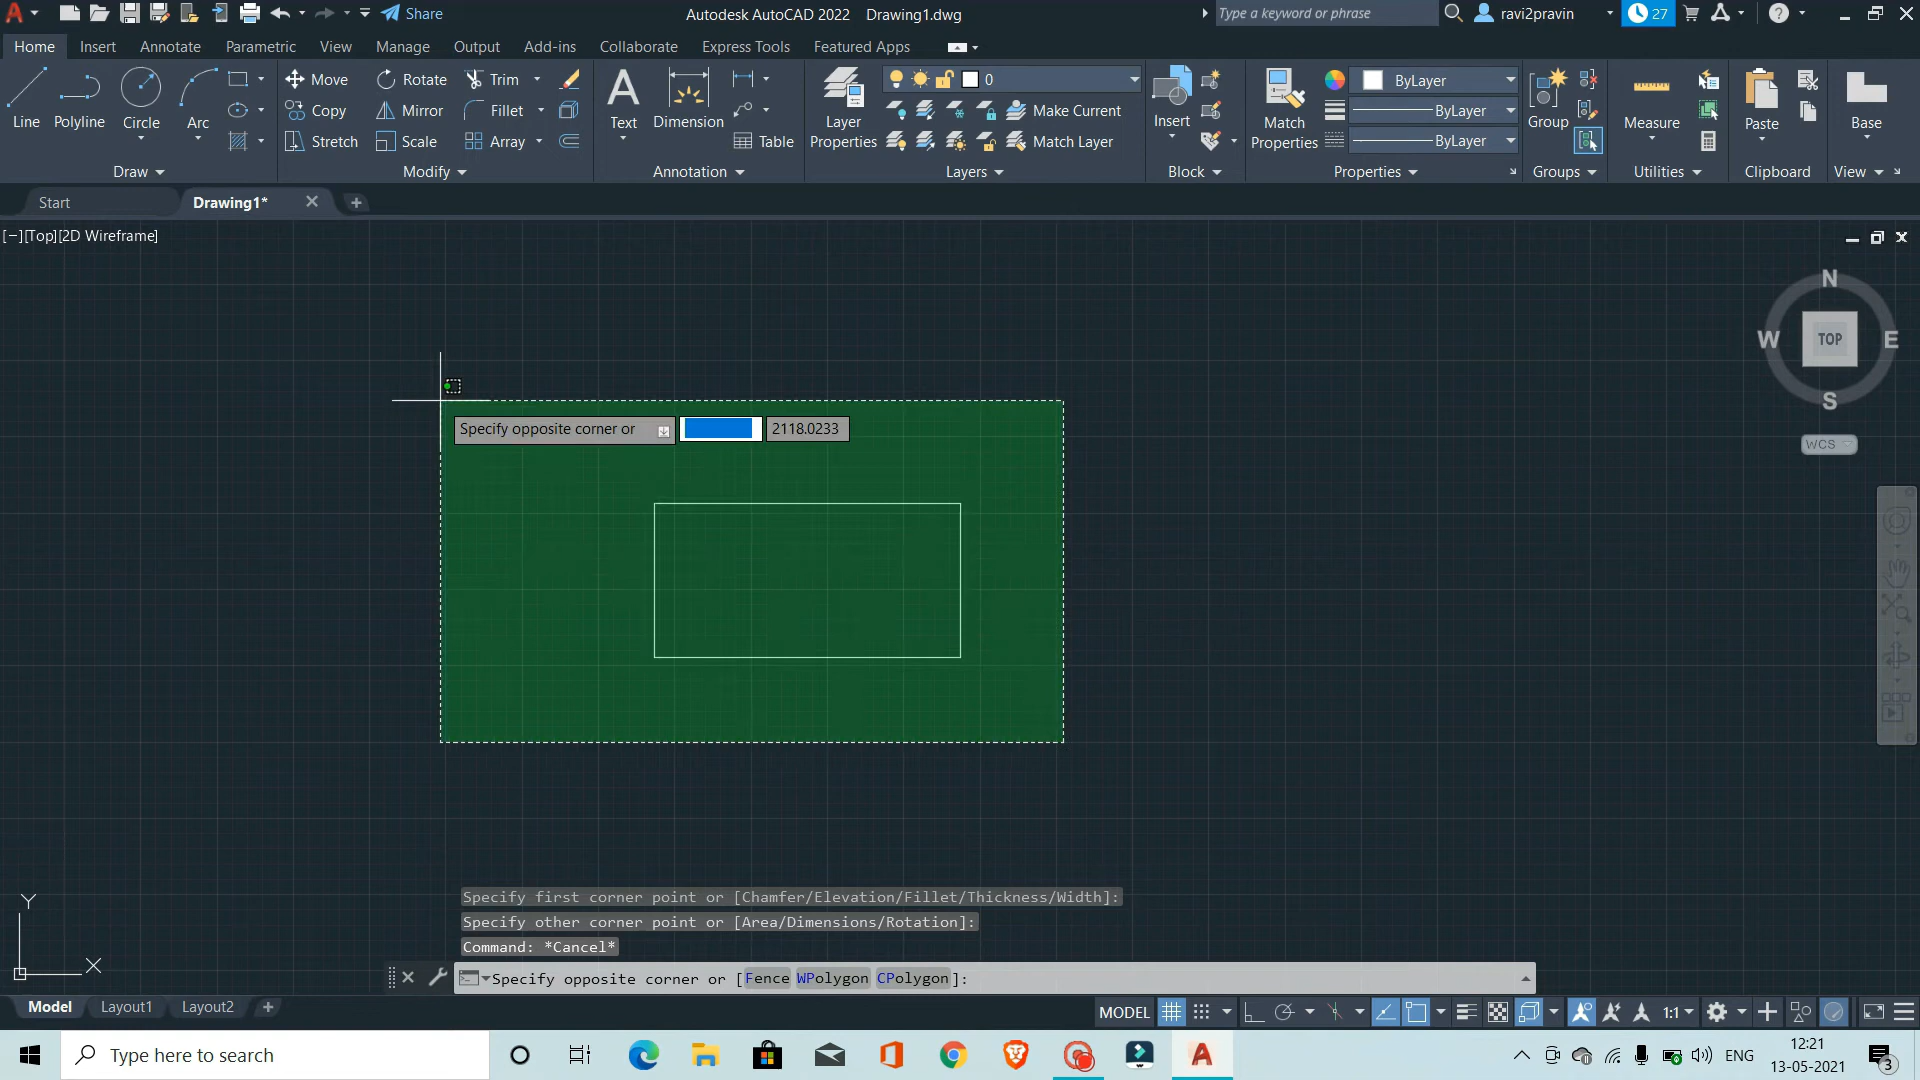 Share
Autodesk AutoCAD 2022 Drawing1.dwg
Type a keyword or phrase
ravi2pravin
27
Home Insert Annotate Parametric View Manage Output Add-ins Collaborate Express Tools Featured Apps
Line
Polyline
Circle
Arc
Draw
Move Rotate Trim
Copy Mirror Fillet
Stretch Scale Array
Modify
Text
Dimension
Table
Annotation
Layer
Properties
0
Make Current
Match Layer
Layers
Insert
Block
Match
Properties
ByLayer
ByLayer
ByLayer
Properties
Group
Groups
Measure
Utilities
Paste
Clipboard
Base
View
Start
Drawing1*
[−][Top][2D Wireframe]
N
W TOP E
S
WCS
Specify opposite corner or 2118.0233
Specify first corner point or [Chamfer/Elevation/Fillet/Thickness/Width]:
Specify other corner point or [Area/Dimensions/Rotation]:
Command: *Cancel*
Specify opposite corner or [Fence WPolygon CPolygon]:
Y
X
Model Layout1 Layout2
MODEL
1:1
Type here to search
ENG
12:21
13-05-2021
3